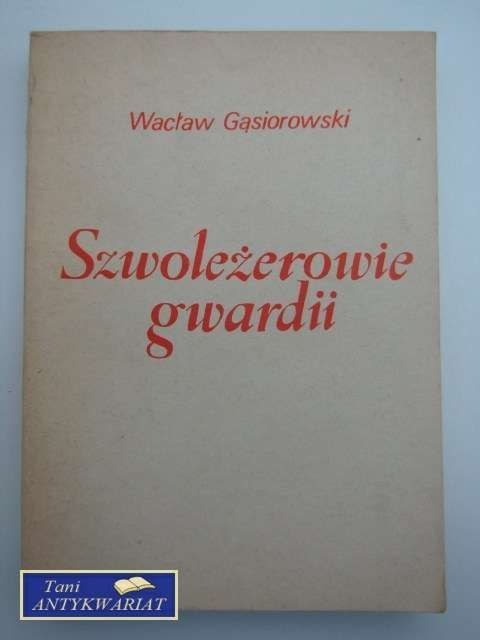 Wacław Gąsiorowski
Szwoleżerowie
gwardii
Tani
ANTYKWARIAT